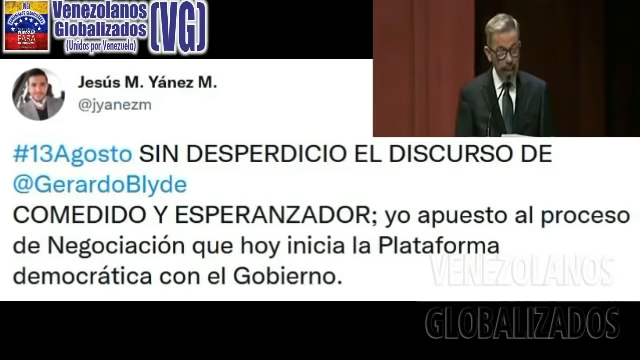 Venezolanos
Globalizados
(Unidos por Venezuela)
(VG)
Jesús M. Yánez M.
@jyanezm
#13Agosto SIN DESPERDICIO EL DISCURSO DE
@GerardoBlyde
COMEDIDO Y ESPERANZADOR; yo apuesto al proceso
de Negociación que hoy inicia la Plataforma
democrática con el Gobierno.
VENEZOLANOS
GLOBALIZADOS